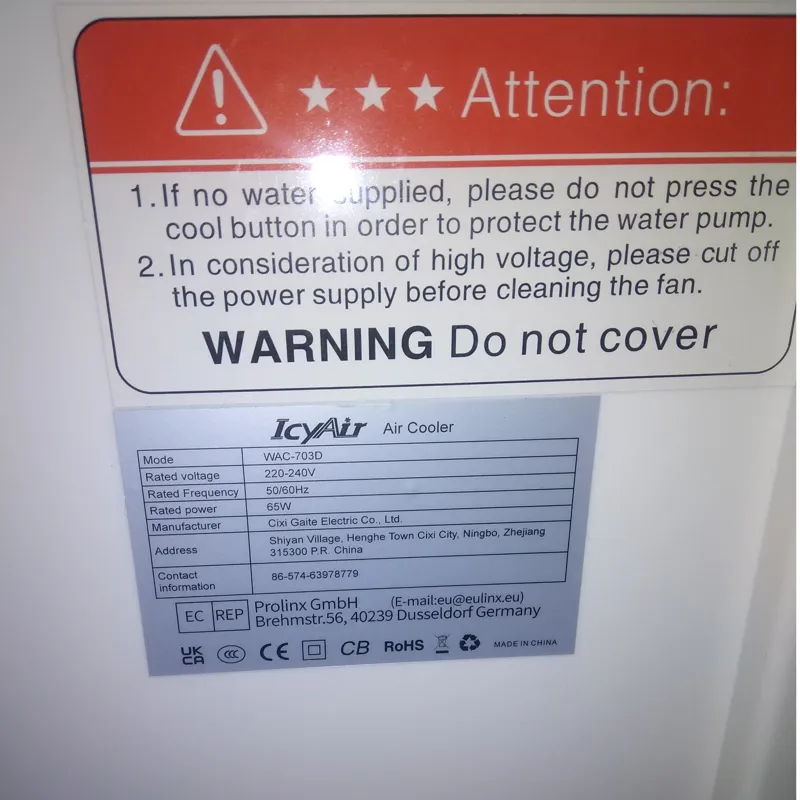 ★★★ Attention:
1. If no water supplied, please do not press the
cool button in order to protect the water pump.
2. In consideration of high voltage, please cut off
the power supply before cleaning the fan.
WARNING Do not cover
IcyAir Air Cooler
Mode WAC-703D
Rated voltage 220-240V
Rated Frequency 50/60Hz
Rated power 65W
Manufacturer Cixi Gaite Electric Co., Ltd.
Address Shiyan Village, Henghe Town Cixi City, Ningbo, Zhejiang
315300 P.R. China
Contact
information 86-574-63978779
EC REP Prolinx GmbH (E-mail:eu@eulinx.eu)
Brehmstr.56, 40239 Dusseldorf Germany
UK
CA CCC CE CB RoHS MADE IN CHINA